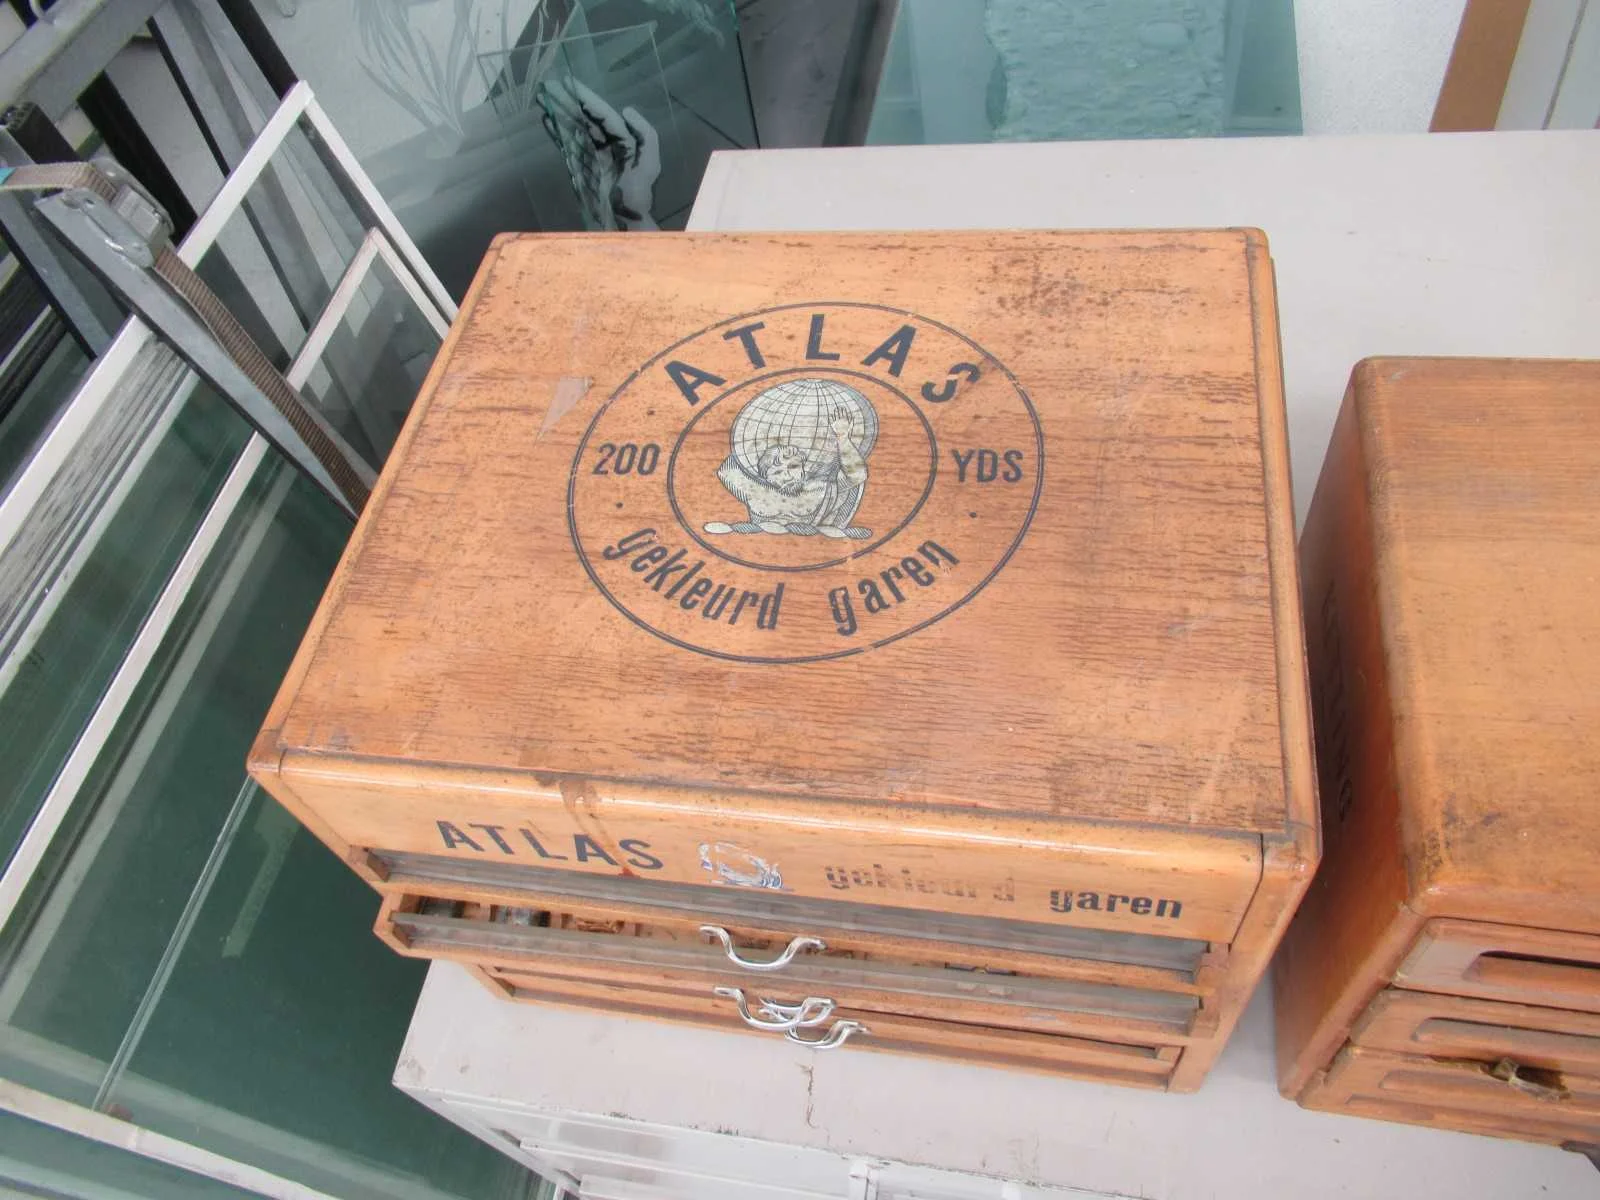 ATLAS
200 YDS
· gekleurd garen ·
ATLAS gekleurd garen